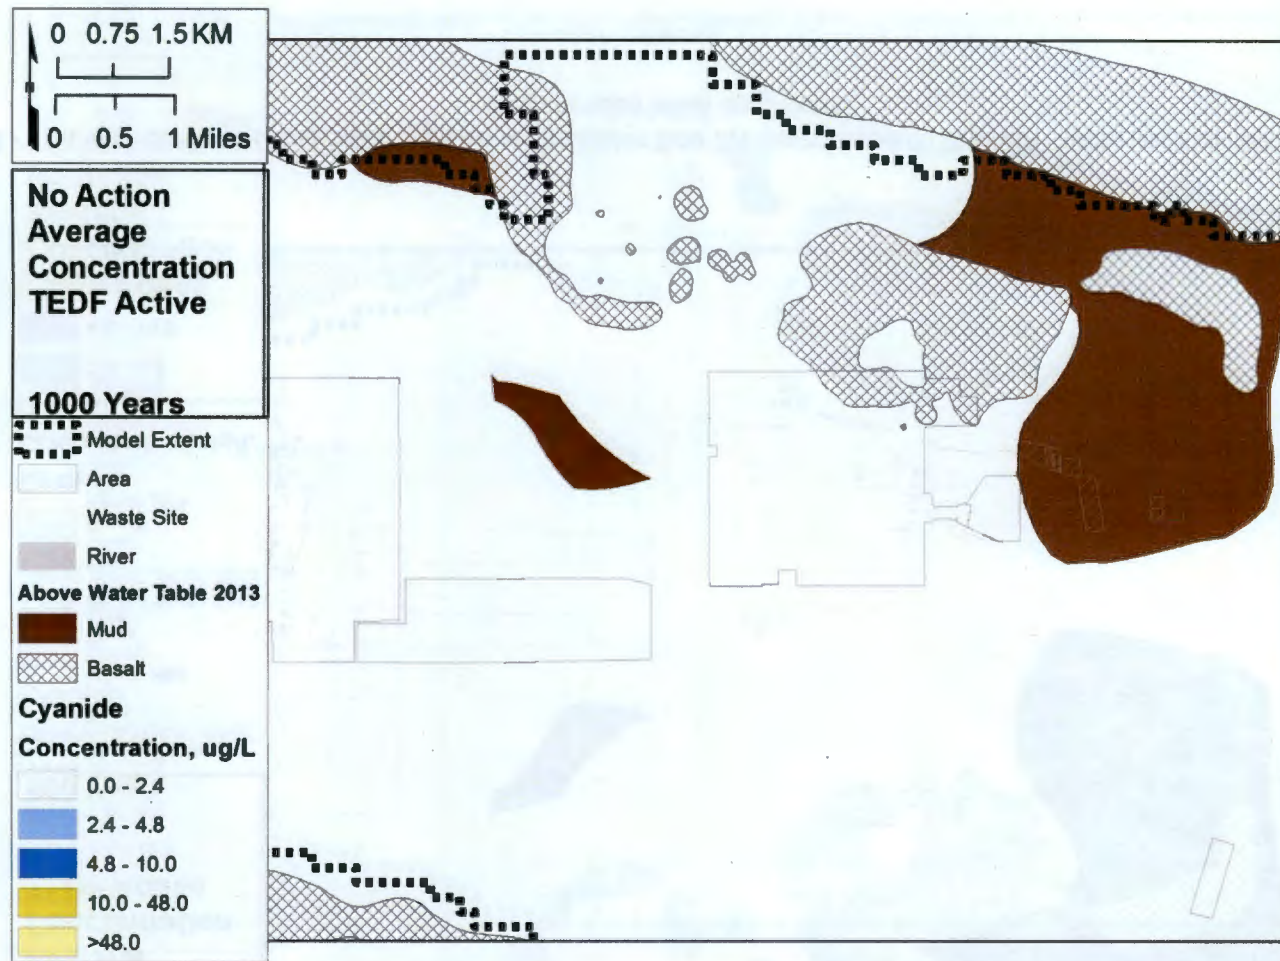 0 0.75 1.5 KM
0 0.5 1 Miles
No Action
Average
Concentration
TEDF Active
1000 Years
Model Extent
Area
Waste Site
River
Above Water Table 2013
Mud
Basalt
Cyanide
Concentration, ug/L
0.0 - 2.4
2.4 - 4.8
4.8 - 10.0
10.0 - 48.0
>48.0